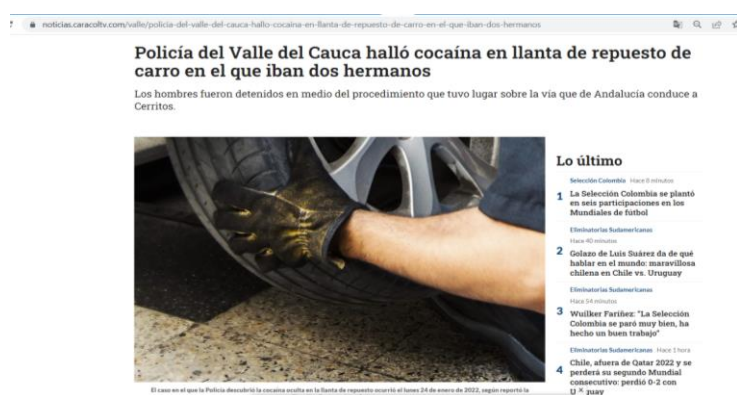 noticias.caracoltv.com/valle/policia-del-valle-del-cauca-hallo-cocaina-en-llanta-de-repuesto-de-carro-en-el-que-iban-dos-hermanos
Policía del Valle del Cauca halló cocaína en llanta de repuesto de
carro en el que iban dos hermanos
Los hombres fueron detenidos en medio del procedimiento que tuvo lugar sobre la vía que de Andalucía conduce a
Cerritos.
Lo último
Selección Colombia Hace 8 minutos
1 La Selección Colombia se plantó
en seis participaciones en los
Mundiales de fútbol
Eliminatorias Sudamericanas
Hace 40 minutos
2 Golazo de Luis Suárez da de qué
hablar en el mundo: maravillosa
chilena en Chile vs. Uruguay
Eliminatorias Sudamericanas
Hace 54 minutos
3 Wuilker Fariñez: "La Selección
Colombia se paró muy bien, ha
hecho un buen trabajo"
Eliminatorias Sudamericanas Hace 1 hora
4 Chile, afuera de Qatar 2022 y se
perderá su segundo Mundial
consecutivo: perdió 0-2 con
El caso en el que la Policía descubrió la cocaína oculta en la llanta de repuesto ocurrió el lunes 24 de enero de 2022, según reportó la